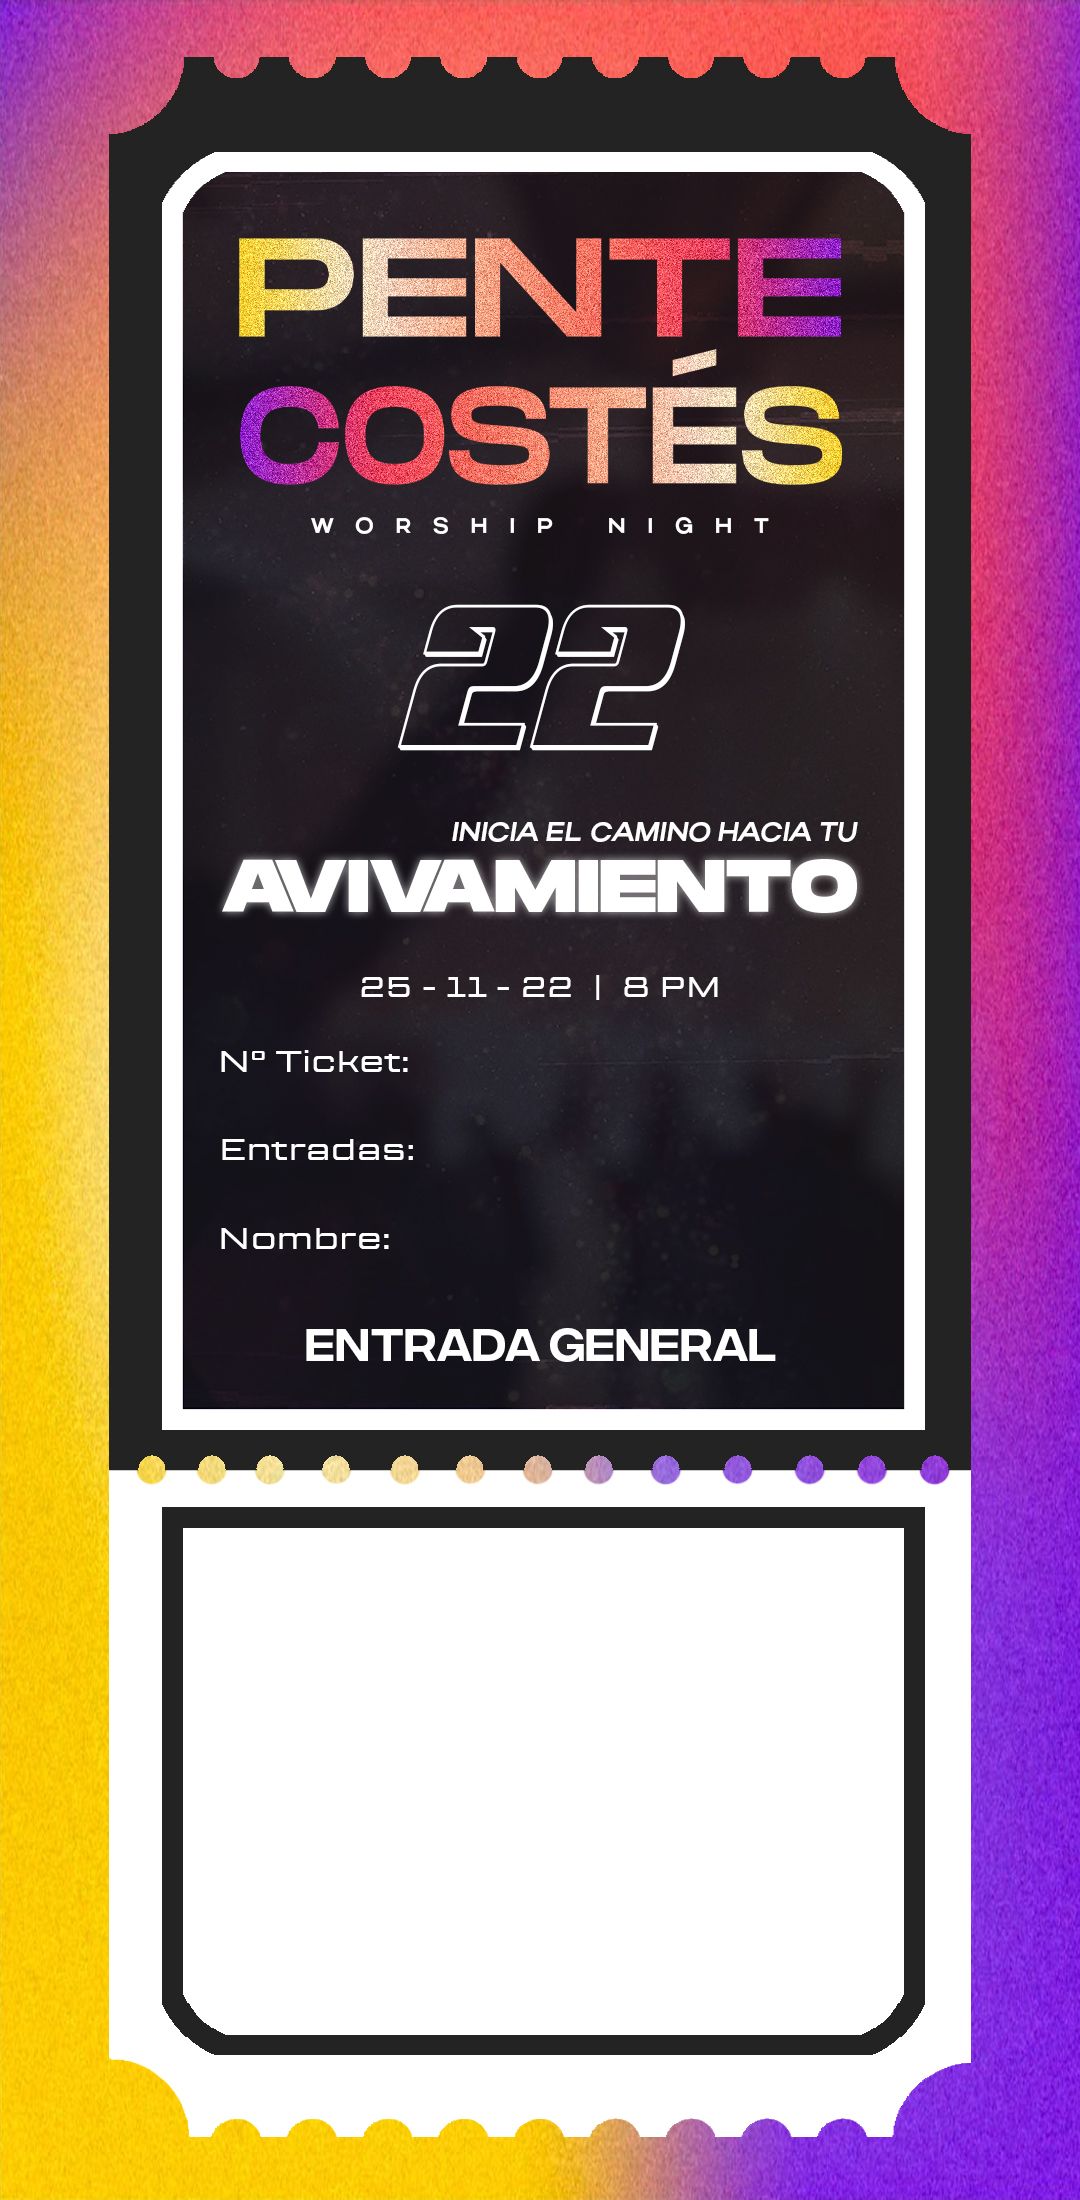 PENTE
COSTÉS
WORSHIP NIGHT
22
INICIA EL CAMINO HACIA TU
AVIVAMIENTO
25 - 11 - 22 | 8 PM
Nº Ticket:
Entradas:
Nombre:
ENTRADA GENERAL